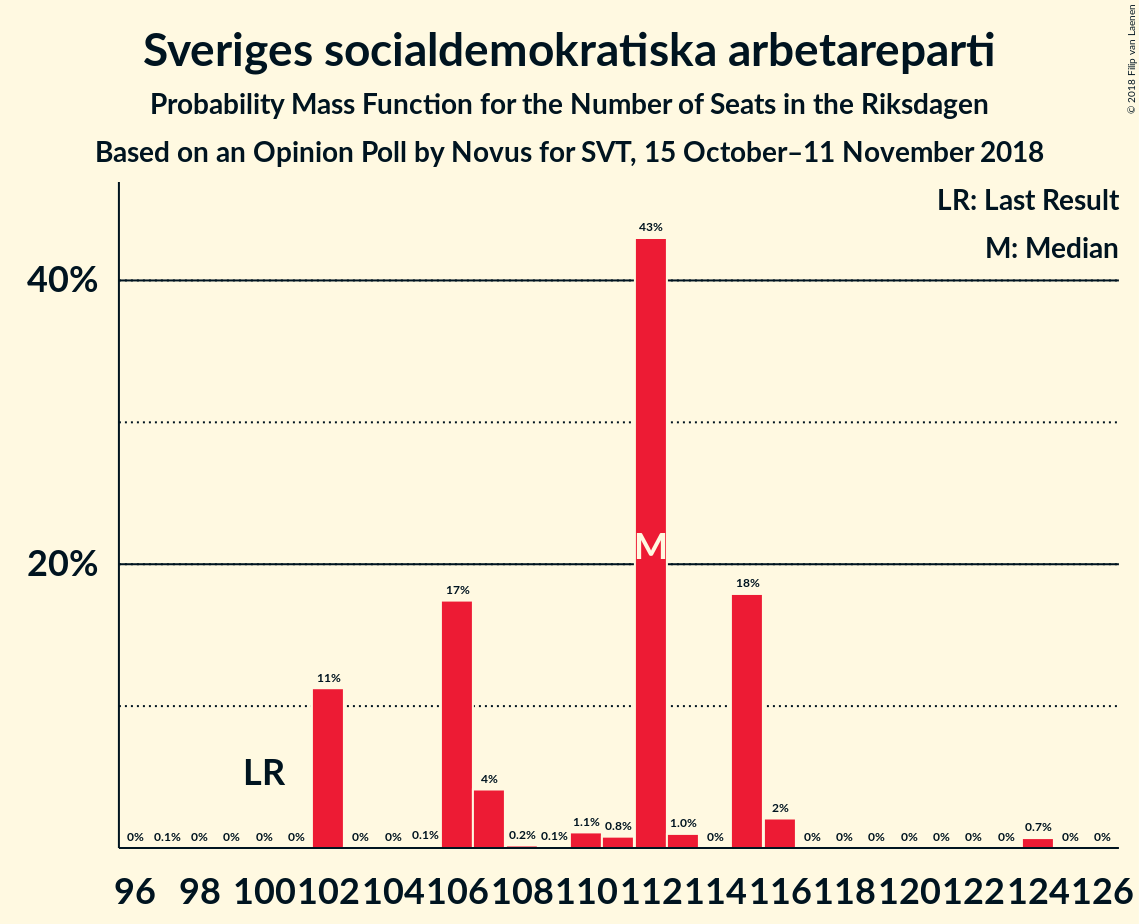 Sveriges socialdemokratiska arbetareparti
Probability Mass Function for the Number of Seats in the Riksdagen
Based on an Opinion Poll by Novus for SVT, 15 October–11 November 2018
© 2018 Filip van Laenen
LR: Last Result
M: Median
43%
40%
M
20%
18%
17%
11%
4%
LR
2%
1.1% 0.8% 1.0% 0.7%
0% 0.1% 0% 0% 0% 0% 0% 0% 0.1% 0.2% 0.1% 0% 0% 0% 0% 0% 0% 0% 0% 0% 0%
96 98 100 102 104 106 108 110 112 114 116 118 120 122 124 126